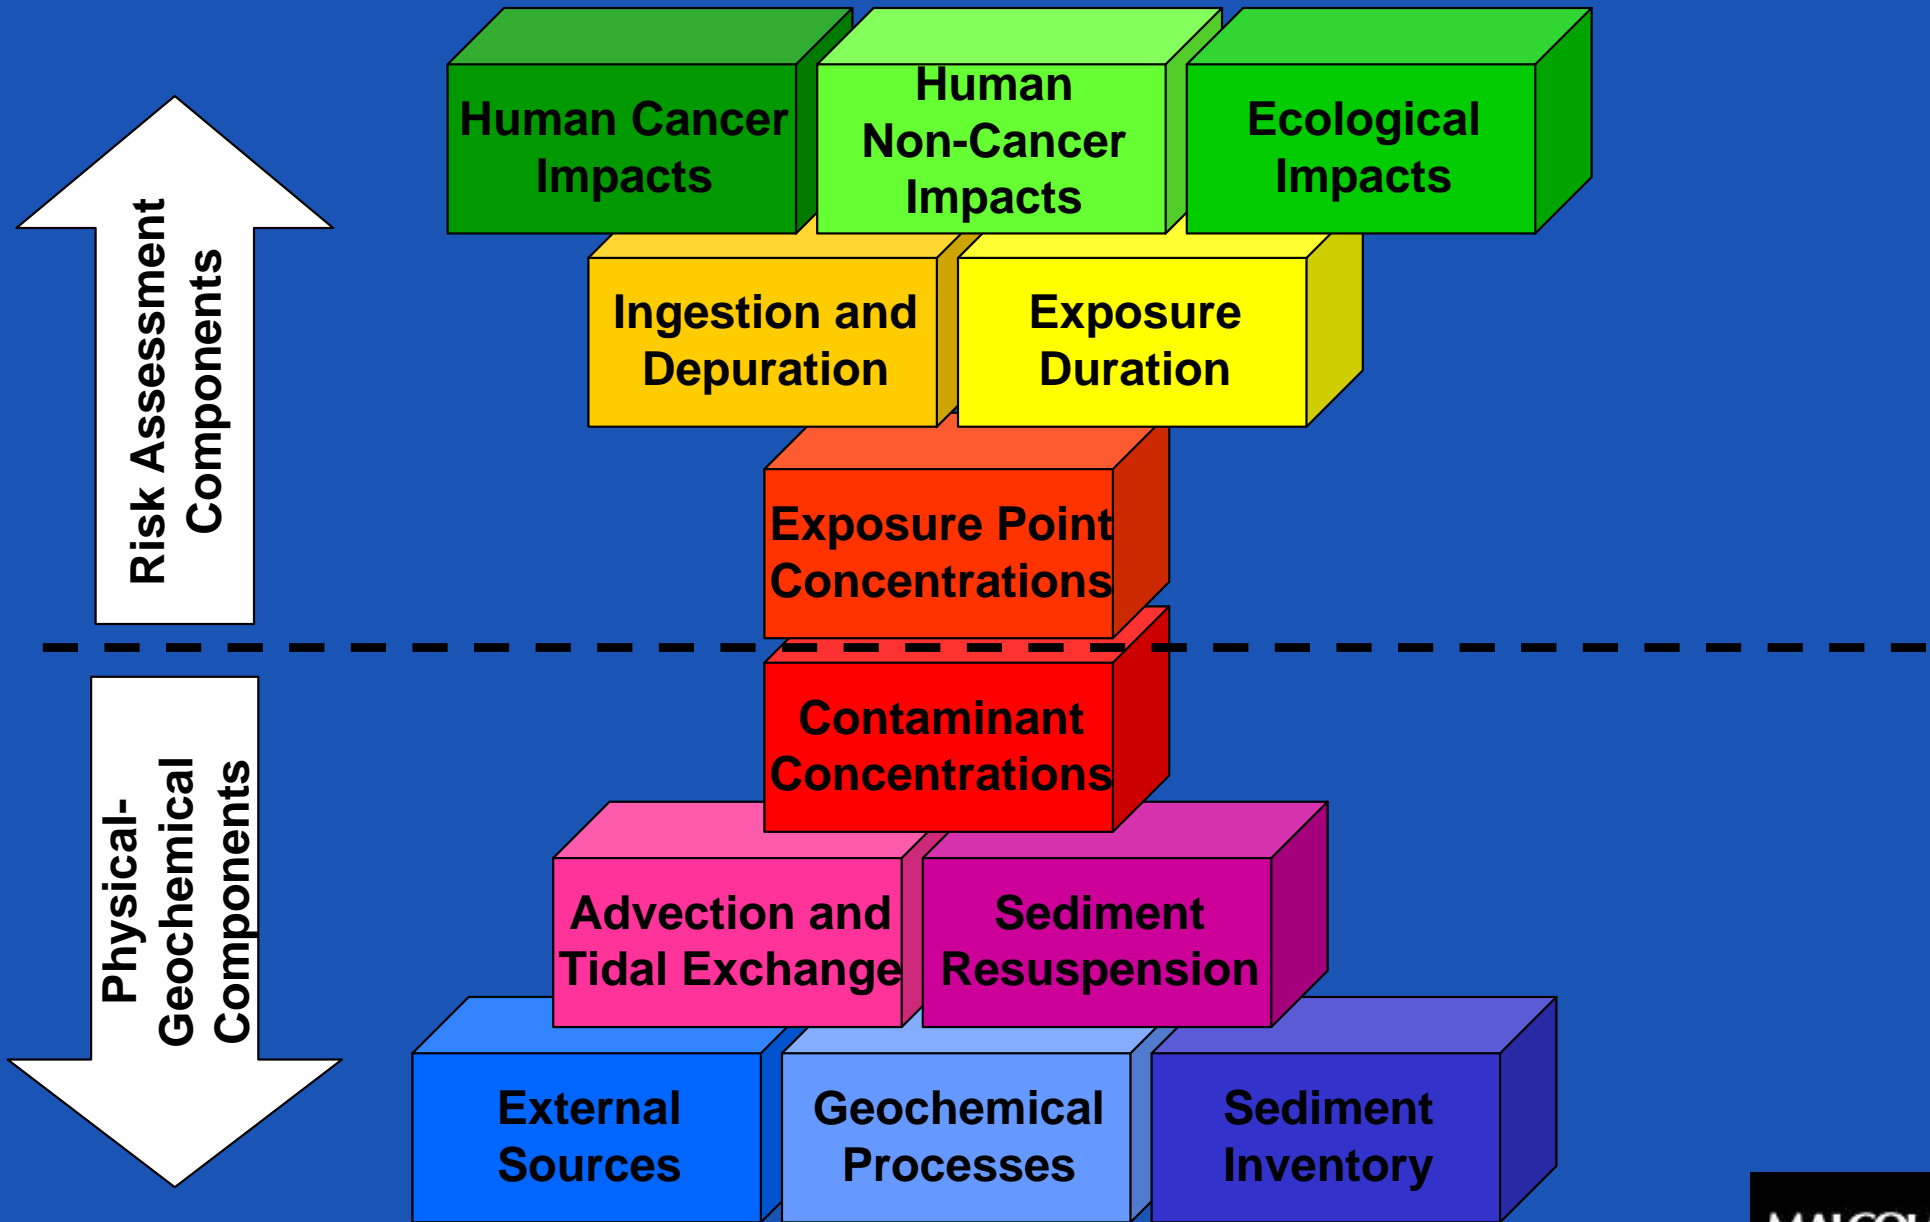 Human Cancer
Impacts
Human
Non-Cancer
Impacts
Ecological
Impacts
Risk Assessment
Components
Ingestion and
Depuration
Exposure
Duration
Exposure Point
Concentrations
Contaminant
Concentrations
Physical-
Geochemical
Components
Advection and
Tidal Exchange
Sediment
Resuspension
External
Sources
Geochemical
Processes
Sediment
Inventory